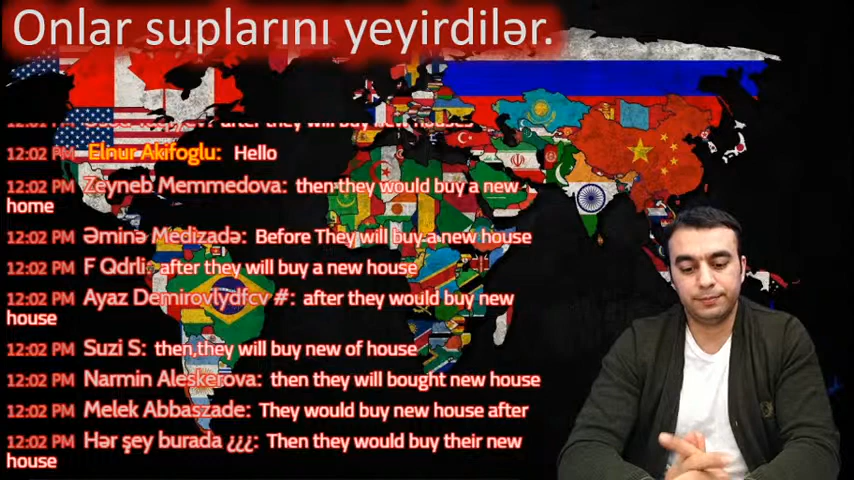 Onlar suplarını yeyirdilər.
after they will buy
12:02 PM Elnur Akifoglu: Hello
12:02 PM Zeyneb Memmedova: then they would buy a new
home
12:02 PM Əminə Medizadə: Before They will buy a new house
12:02 PM F Qdrli: after they will buy a new house
12:02 PM Ayaz Demirovlydfcv #: after they would buy new
house
12:02 PM Suzi S: then,they will buy new of house
12:02 PM Narmin Aleskerova: then they will bought new house
12:02 PM Melek Abbaszade: They would buy new house after
12:02 PM Hər şey burada ¿¿¿: Then they would buy their new
house